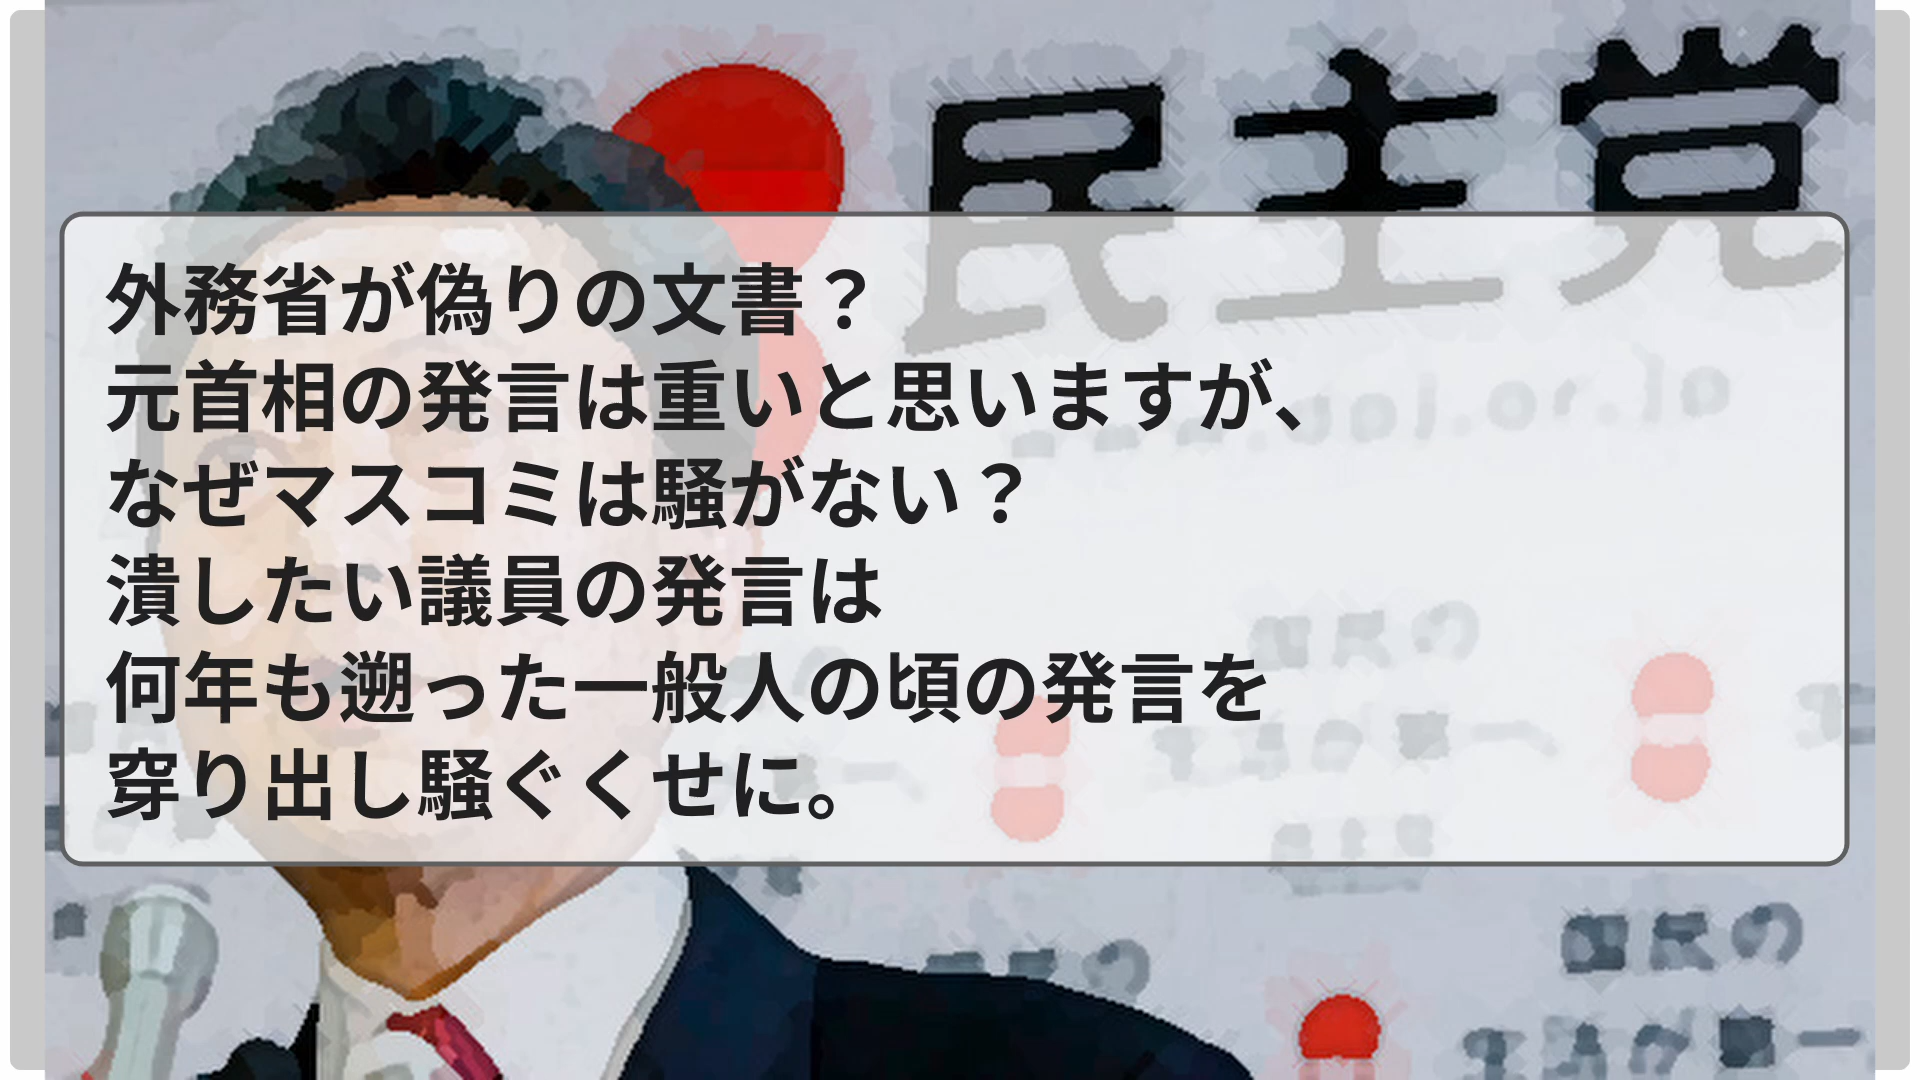 民主党
外務省が偽りの文書？
元首相の発言は重いと思いますが、
なぜマスコミは騒がない？
潰したい議員の発言は
何年も遡った一般人の頃の発言を
穿り出し騒ぐくせに。